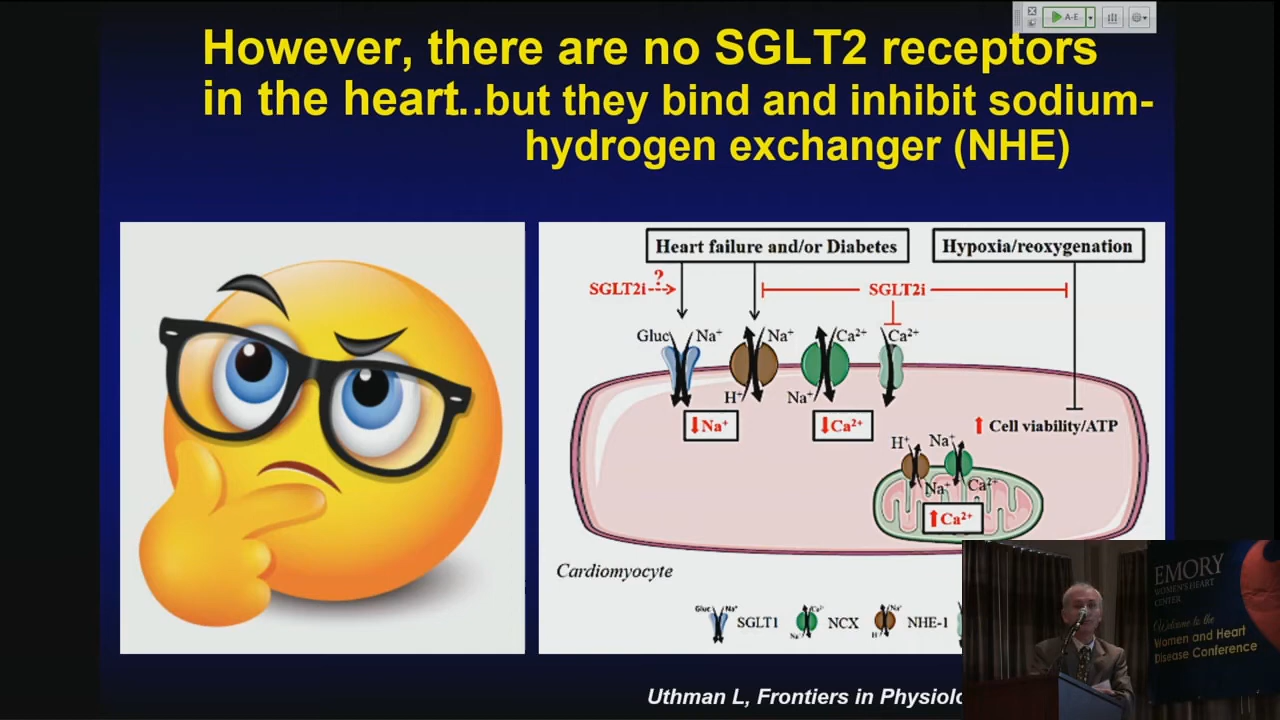 A-E
However, there are no SGLT2 receptors
in the heart..but they bind and inhibit sodium-
hydrogen exchanger (NHE)
Heart failure and/or Diabetes
Hypoxia/reoxygenation
?
SGLT2i
SGLT2i
Gluc Na⁺ Na⁺ Ca²⁺ Ca²⁺
H⁺ Na⁺
↓Na⁺ ↓Ca²⁺
↑ Cell viability/ATP
H⁺ Na⁺
Na⁺ Ca²⁺
↑Ca²⁺
Cardiomyocyte
Gluc Na⁺ SGLT1 Ca²⁺ Na⁺ NCX Na⁺ H⁺ NHE-1
Uthman L, Frontiers in Physiolo
EMORY
WOMEN'S HEART
CENTER
Welcome to the
Women and Heart
Disease Conference